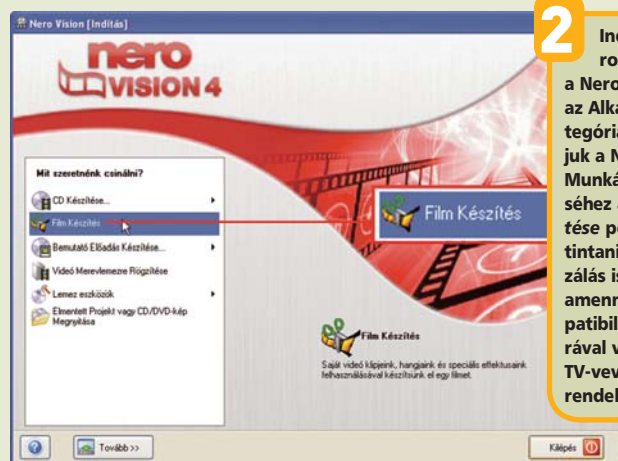 Nero Vision [Indítás]
nero
VISION 4
Mit szeretnénk csinálni?
CD Készítése...
Film Készítés
Bemutató Előadás Készítése...
Videó Merevlemezre Rögzítése
Lemez eszközök
Elmentett Projekt vagy CD/DVD-kép
Megnyitása
Film Készítés
Film Készítés
Saját videó klipjeink, hangjaink és speciális effektusaink
felhasználásával készítsünk el egy filmet.
Tovább >>
Kilépés
2
Ind
ro
a Nero
az Alka
tegória
juk a N
Munká
séhez
tése p
tintani
zálás is
amenn
patibil
rával v
TV-vev
rendel